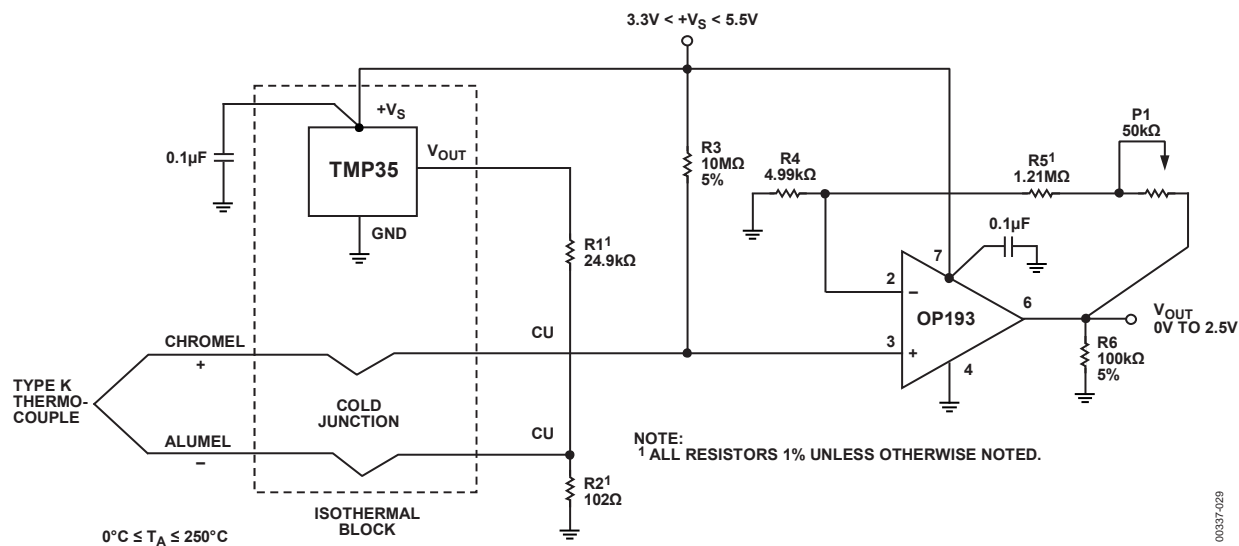 3.3V < +VS < 5.5V
+VS
0.1µF
TMP35
VOUT
GND
R1¹
24.9kΩ
R3
10MΩ
5%
R4
4.99kΩ
R5¹
1.21MΩ
P1
50kΩ
0.1µF
7
2
−
OP193
6
3
+
4
VOUT
0V TO 2.5V
R6
100kΩ
5%
CHROMEL
+
CU
TYPE K
THERMO-
COUPLE
COLD
JUNCTION
ALUMEL
−
CU
R2¹
102Ω
NOTE:
¹ ALL RESISTORS 1% UNLESS OTHERWISE NOTED.
ISOTHERMAL
BLOCK
0°C ≤ TA ≤ 250°C
00337-029